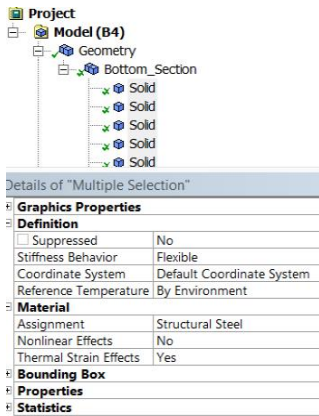 Project
Model (B4)
Geometry
Bottom_Section
Solid
Solid
Solid
Solid
Solid
Details of "Multiple Selection"
Graphics Properties
Definition
Suppressed No
Stiffness Behavior Flexible
Coordinate System Default Coordinate System
Reference Temperature By Environment
Material
Assignment Structural Steel
Nonlinear Effects No
Thermal Strain Effects Yes
Bounding Box
Properties
Statistics